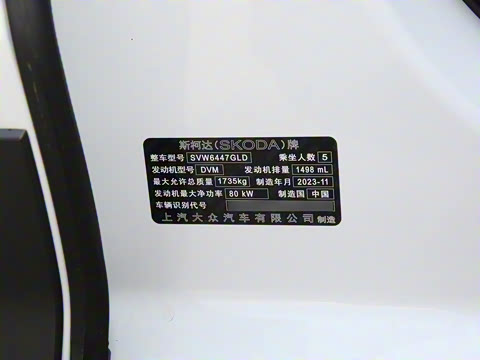 斯柯达(SKODA)牌
整车型号 SVW6447GLD 乘坐人数 5
发动机型号 DVM 发动机排量 1498 mL
最大允许总质量 1735kg 制造年月 2023-11
发动机最大净功率 80 kW 制造国 中国
车辆识别代号
上汽大众汽车有限公司 制造